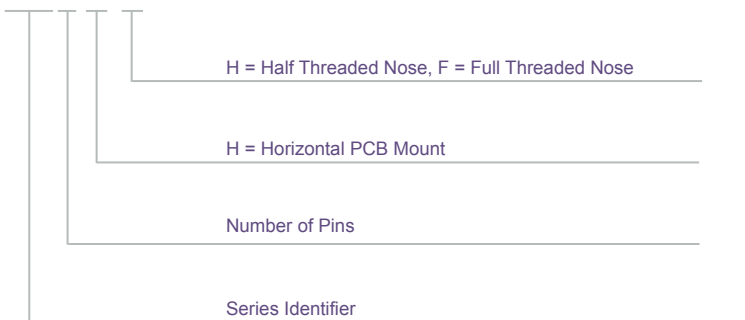 H = Half Threaded Nose, F = Full Threaded Nose
H = Horizontal PCB Mount
Number of Pins
Series Identifier